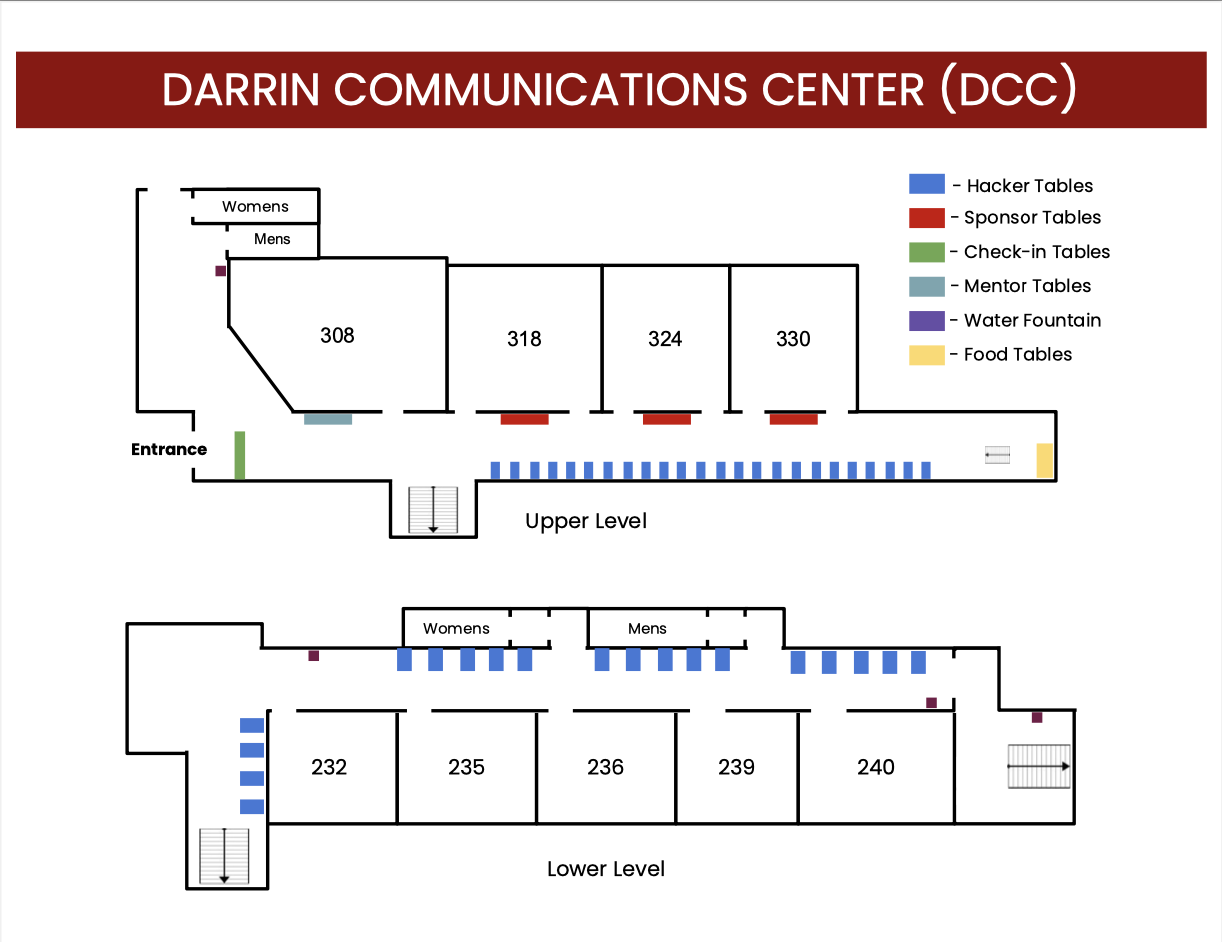 DARRIN COMMUNICATIONS CENTER (DCC)
- Hacker Tables
- Sponsor Tables
- Check-in Tables
- Mentor Tables
- Water Fountain
- Food Tables
Womens
Mens
308
318
324
330
Entrance
Upper Level
Womens
Mens
232
235
236
239
240
Lower Level